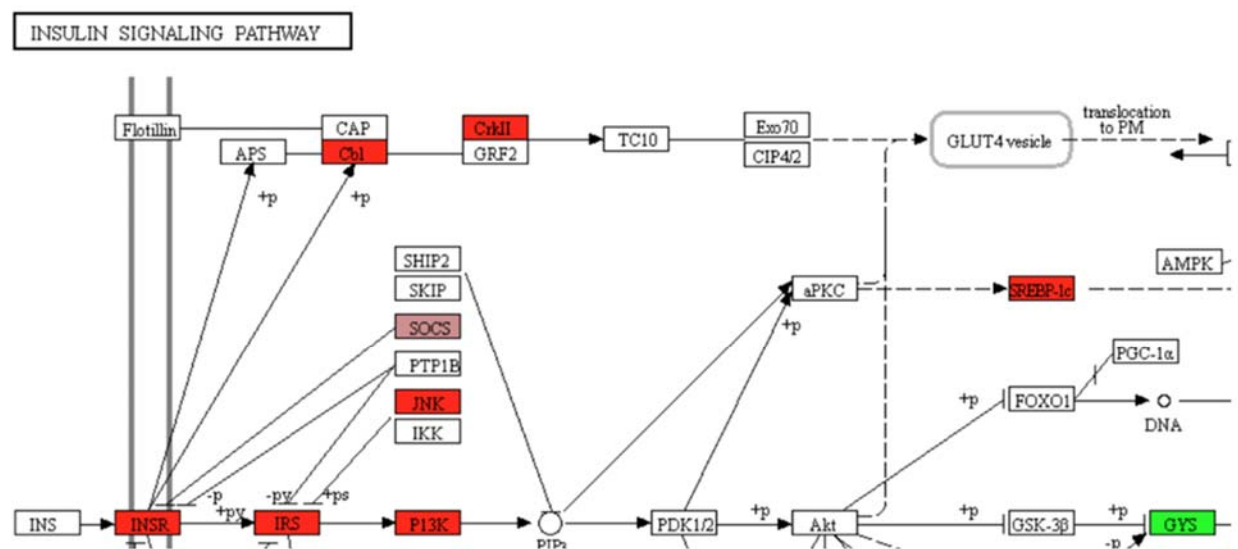 INSULIN SIGNALING PATHWAY
translocation
to PM
Flotillin
CAP
CrkII
Exo70
TC10
GLUT4 vesicle
APS
Cbl
GRF2
CIP4/2
+p
+p
SHIP2
AMPK
SKIP
aPKC
SREBP-1c
SOCS
+p
PTP1B
PGC-1α
JNK
+p
FOXO1
IKK
DNA
-p
+py
-py
+ps
INS
INSR
IRS
P13K
PDK1/2
+p
Akt
+p
GSK-3β
+p
GYS
-p
PIP3